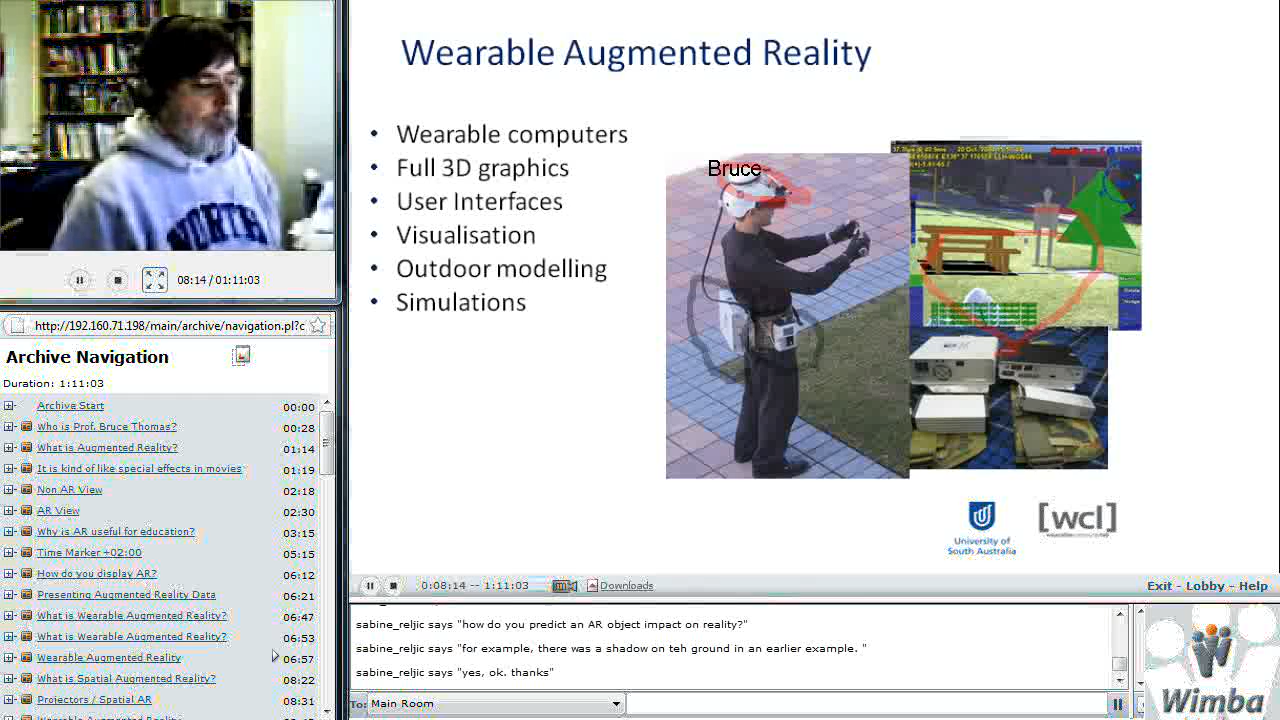 NORTH
08:14 / 01:11:03
http://192.160.71.198/main/archive/navigation.pl?c
Archive Navigation
Duration: 1:11:03
Archive Start 00:00
Who is Prof. Bruce Thomas? 00:28
What is Augmented Reality? 01:14
It is kind of like special effects in movies 01:19
Non AR View 02:18
AR View 02:30
Why is AR useful for education? 03:15
Time Marker +02:00 05:15
How do you display AR? 06:12
Presenting Augmented Reality Data 06:21
What is Wearable Augmented Reality? 06:47
What is Wearable Augmented Reality? 06:53
Wearable Augmented Reality 06:57
What is Spatial Augmented Reality? 08:22
Projectors / Spatial AR 08:31
Wearable Augmented Reality
• Wearable computers
• Full 3D graphics
• User Interfaces
• Visualisation
• Outdoor modelling
• Simulations
Bruce
University of
South Australia
[wcl]
0:08:14 -- 1:11:03 Downloads
Exit - Lobby - Help
sabine_reljic says "how do you predict an AR object impact on reality?"
sabine_reljic says "for example, there was a shadow on teh ground in an earlier example. "
sabine_reljic says "yes, ok. thanks"
To: Main Room
Wimba